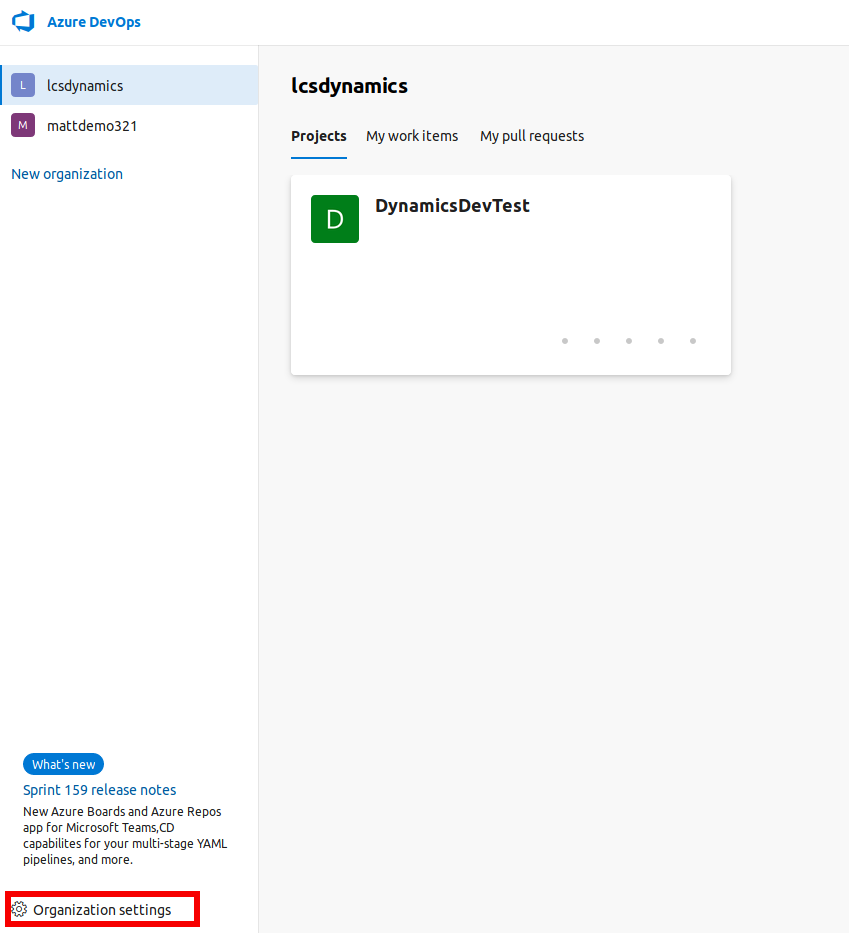 Azure DevOps
L lcsdynamics
M mattdemo321
New organization
lcsdynamics
Projects My work items My pull requests
D DynamicsDevTest
What's new
Sprint 159 release notes
New Azure Boards and Azure Repos
app for Microsoft Teams,CD
capabilites for your multi-stage YAML
pipelines, and more.
Organization settings